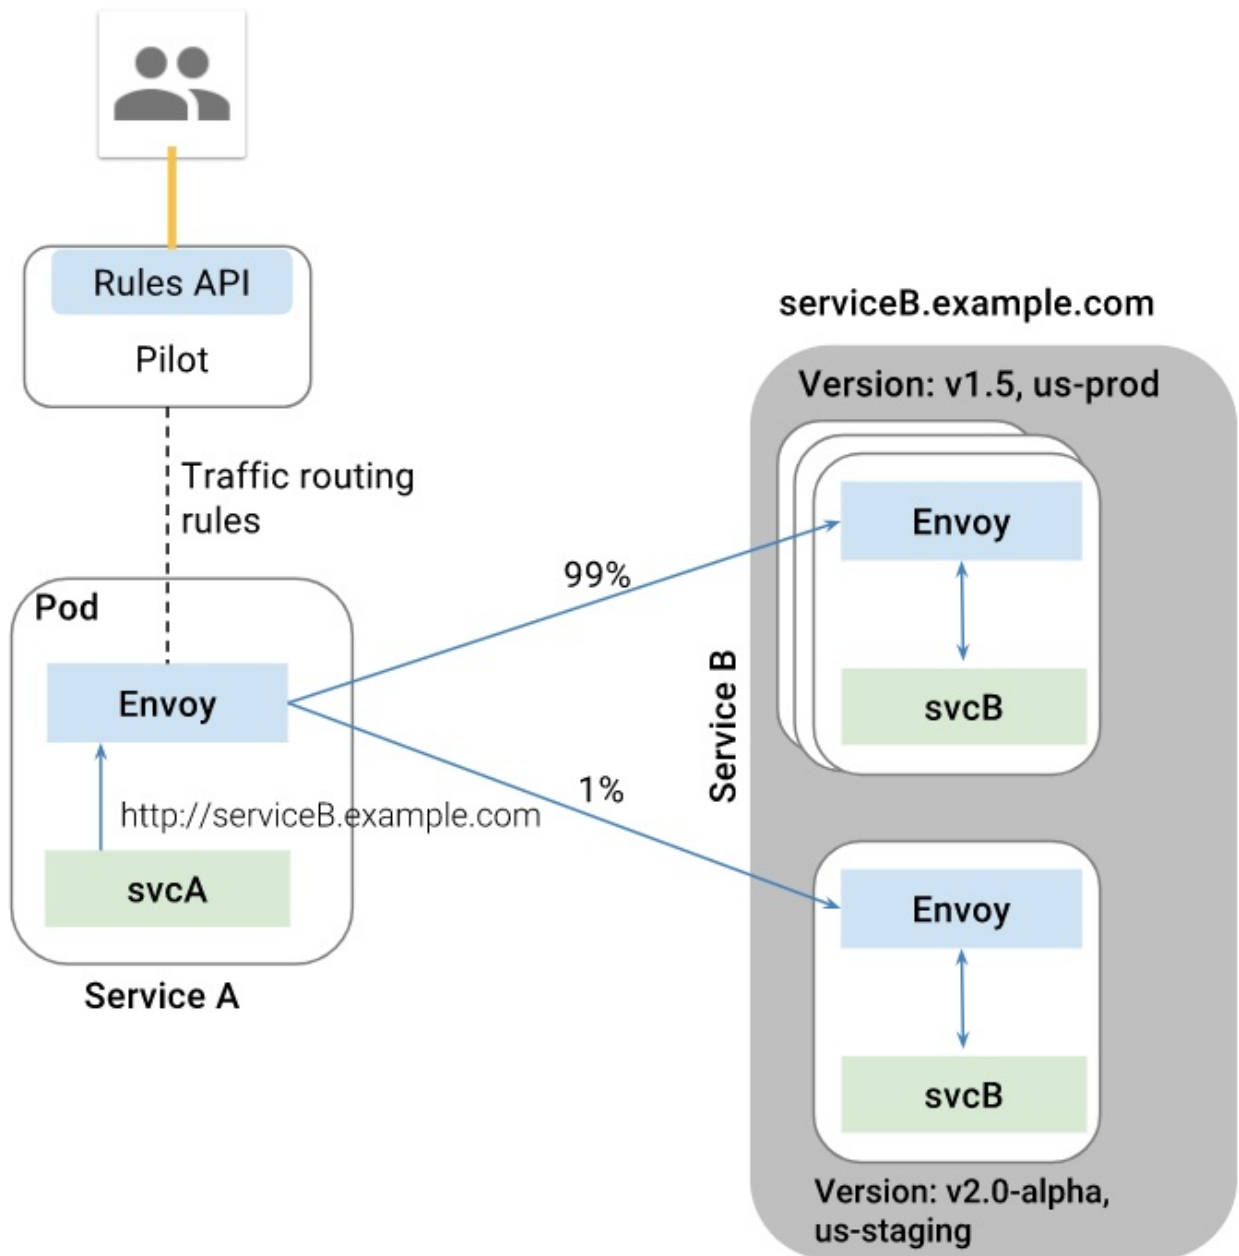 Rules API
Pilot
Traffic routing
rules
Pod
Envoy
http://serviceB.example.com
svcA
Service A
99%
1%
serviceB.example.com
Version: v1.5, us-prod
Service B
Envoy
svcB
Envoy
svcB
Version: v2.0-alpha,
us-staging